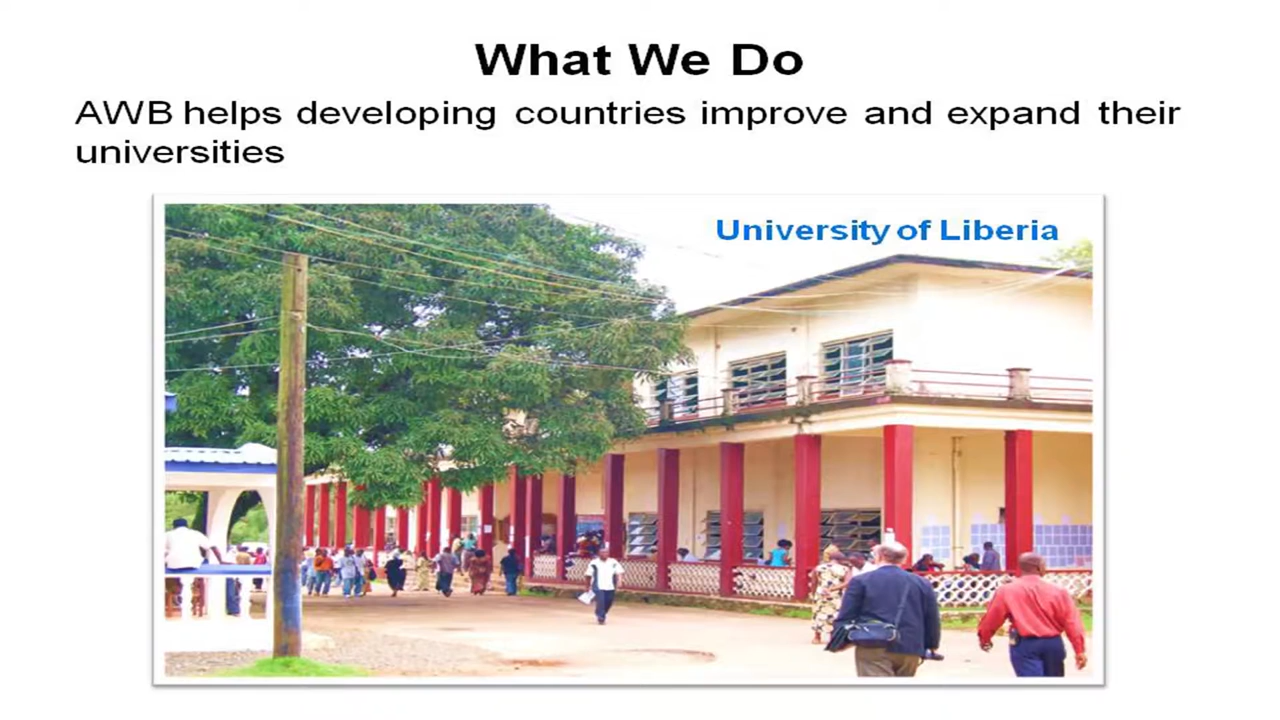 What We Do
AWB helps developing countries improve and expand their
universities
University of Liberia